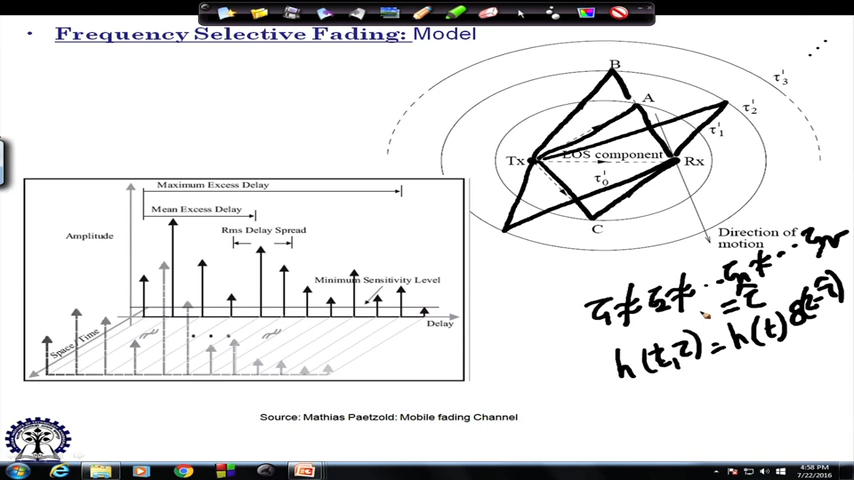 • Frequency Selective Fading: Model
B
A
τ'3
τ'2
τ'1
Tx
LOS component
Rx
τ'0
C
Direction of
motion
Maximum Excess Delay
Mean Excess Delay
Rms Delay Spread
Amplitude
Minimum Sensitivity Level
Delay
Space/Time
h(t,τ) = h(t) δ(τ-τ̂)
Source: Mathias Paetzold: Mobile fading Channel
4:58 PM
7/22/2016